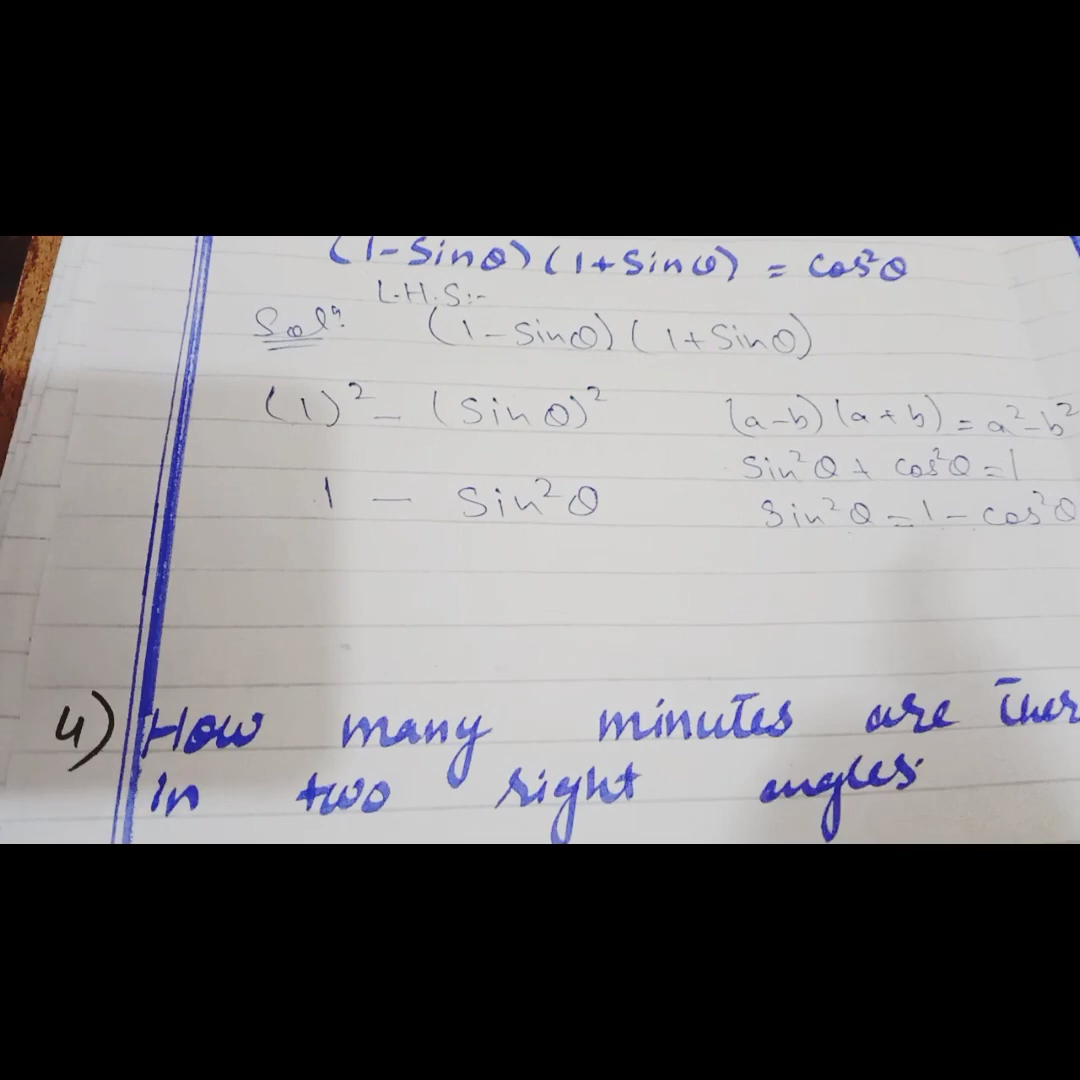 (1-Sinθ)(1+Sinθ) = cos²θ
L.H.S:-
Solⁿ: (1-Sinθ)(1+Sinθ)
(1)² - (Sinθ)² (a-b)(a+b) = a²-b²
Sin²θ + cos²θ = 1
1 - Sin²θ Sin²θ = 1 - cos²θ
4) How many minutes are ther
in two right angles.